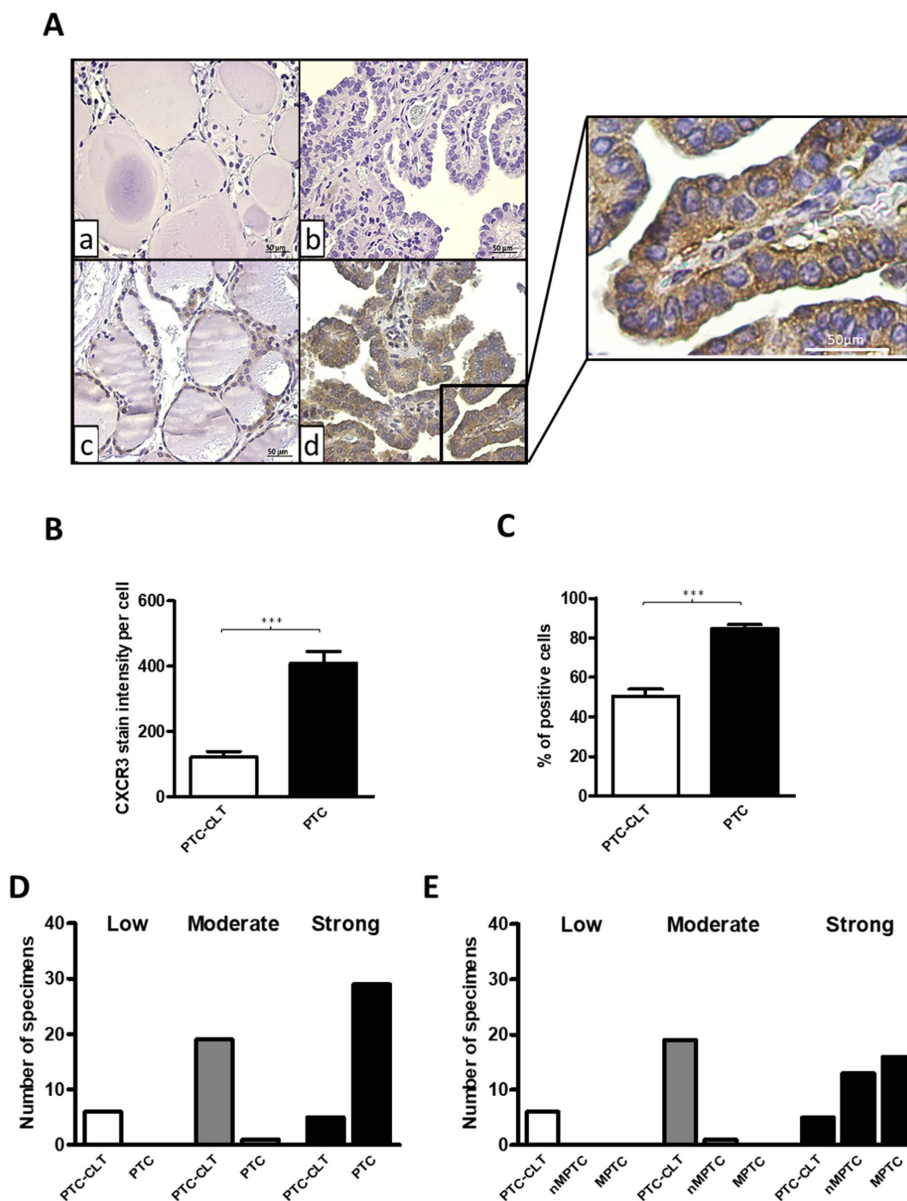 A
a
50 µm
b
50 µm
c
50 µm
d
50µm
B
CXCR3 stain intensity per cell
600
400
200
0
***
PTC-CLT
PTC
C
% of positive cells
100
80
60
40
20
0
***
PTC-CLT
PTC
D
Number of specimens
40
30
20
10
0
Low Moderate Strong
PTC-CLT PTC PTC-CLT PTC PTC-CLT PTC
E
Number of specimens
40
30
20
10
0
Low Moderate Strong
PTC-CLT nMPTC MPTC PTC-CLT nMPTC MPTC PTC-CLT nMPTC MPTC